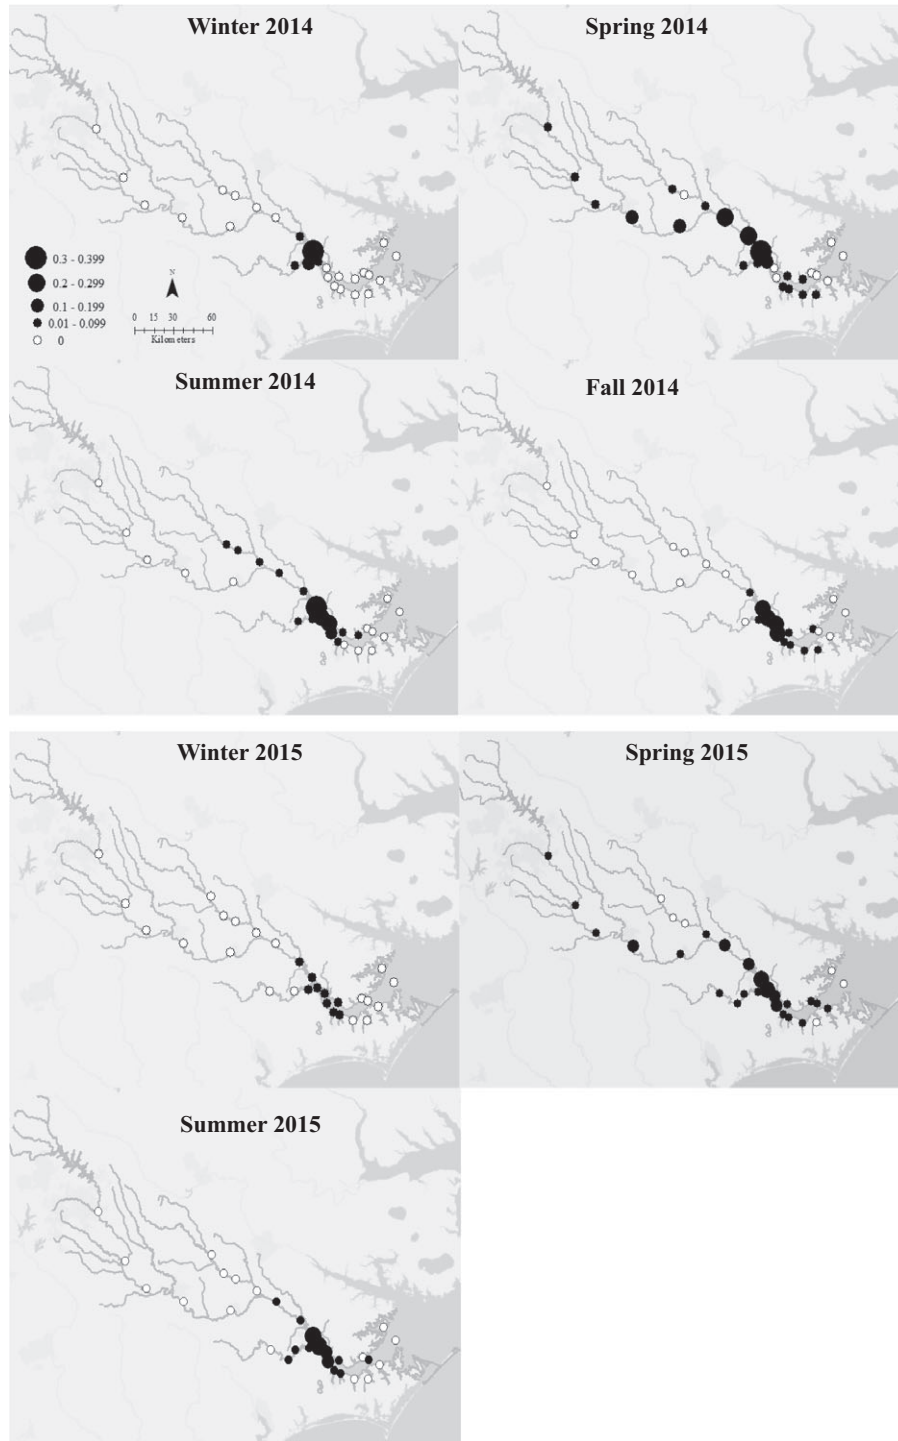 Winter 2014
Spring 2014
0.3 - 0.399
0.2 - 0.299
0.1 - 0.199
0.01 - 0.099
0
N
0 15 30 60
Kilometers
Summer 2014
Fall 2014
Winter 2015
Spring 2015
Summer 2015